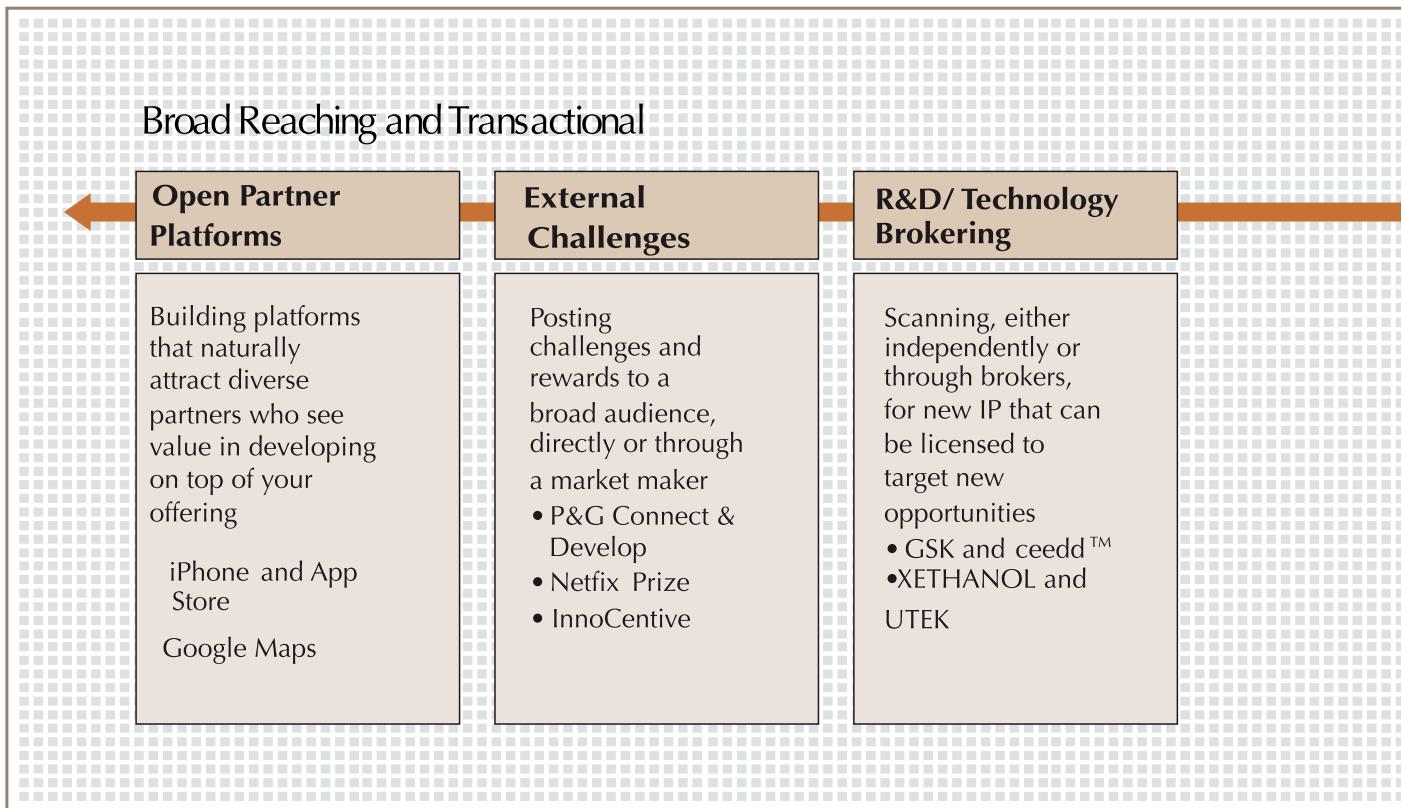 Broad Reaching and Transactional
Open Partner
Platforms
Building platforms
that naturally
attract diverse
partners who see
value in developing
on top of your
offering
iPhone and App
Store
Google Maps
External
Challenges
Posting
challenges and
rewards to a
broad audience,
directly or through
a market maker
• P&G Connect &
Develop
• Netfix Prize
• InnoCentive
R&D/ Technology
Brokering
Scanning, either
independently or
through brokers,
for new IP that can
be licensed to
target new
opportunities
• GSK and ceedd™
•XETHANOL and
UTEK